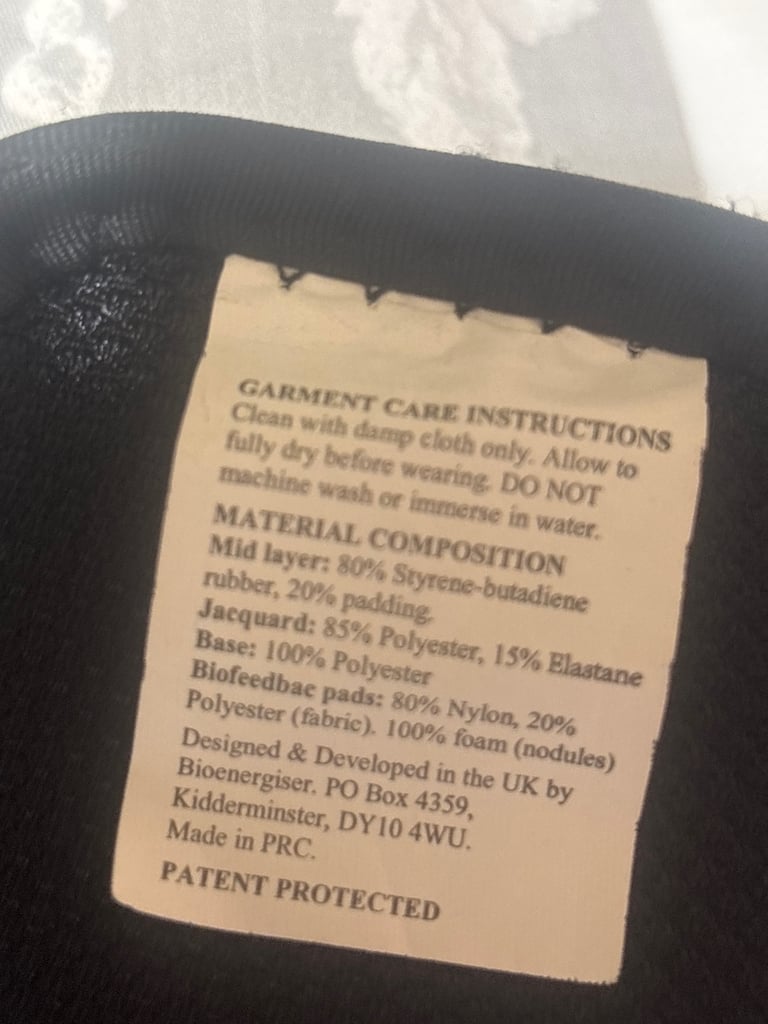 GARMENT CARE INSTRUCTIONS
Clean with damp cloth only. Allow to
fully dry before wearing. DO NOT
machine wash or immerse in water.
MATERIAL COMPOSITION
Mid layer: 80% Styrene-butadiene
rubber, 20% padding.
Jacquard: 85% Polyester, 15% Elastane
Base: 100% Polyester
Biofeedbac pads: 80% Nylon, 20%
Polyester (fabric). 100% foam (nodules)
Designed & Developed in the UK by
Bioenergiser. PO Box 4359,
Kidderminster, DY10 4WU.
Made in PRC.
PATENT PROTECTED